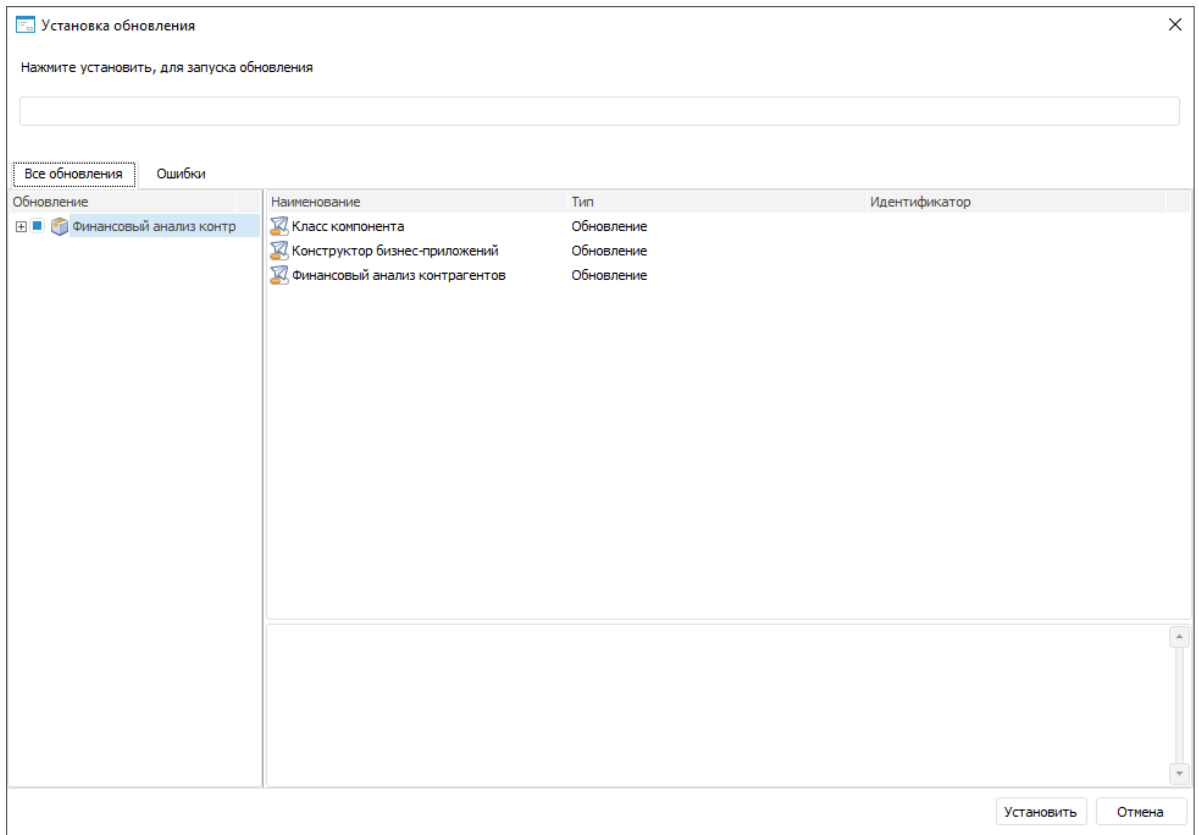 Установка обновления
Нажмите установить, для запуска обновления
Все обновления Ошибки
Обновление Наименование Тип Идентификатор
Финансовый анализ контр Класс компонента Обновление
Конструктор бизнес-приложений Обновление
Финансовый анализ контрагентов Обновление
Установить Отмена